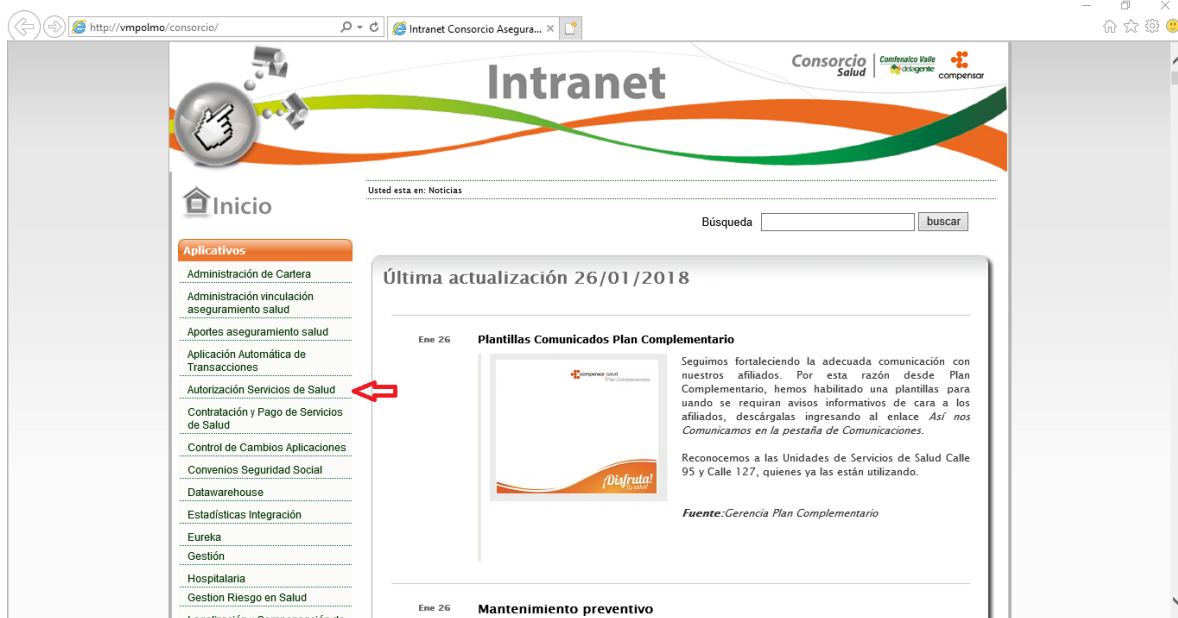 http://vmpolmo/consorcio/
Intranet Consorcio Asegura...
Intranet
Consorcio
Salud
Comfenalco Valle
delagente
compensar
Inicio
Usted esta en: Noticias
Búsqueda
buscar
Aplicativos
Administración de Cartera
Administración vinculación
aseguramiento salud
Aportes aseguramiento salud
Aplicación Automática de
Transacciones
Autorización Servicios de Salud
Contratación y Pago de Servicios
de Salud
Control de Cambios Aplicaciones
Convenios Seguridad Social
Datawarehouse
Estadísticas Integración
Eureka
Gestión
Hospitalaria
Gestion Riesgo en Salud
Última actualización 26/01/2018
Ene 26
Plantillas Comunicados Plan Complementario
compensar salud
Plan Complementario
¡Disfruta!
Tu salud
Seguimos fortaleciendo la adecuada comunicación con
nuestros afiliados. Por esta razón desde Plan
Complementario, hemos habilitado una plantillas para
uando se requiran avisos informativos de cara a los
afiliados, descárgalas ingresando al enlace Así nos
Comunicamos en la pestaña de Comunicaciones.
Reconocemos a las Unidades de Servicios de Salud Calle
95 y Calle 127, quienes ya las están utilizando.
Fuente:Gerencia Plan Complementario
Ene 26
Mantenimiento preventivo